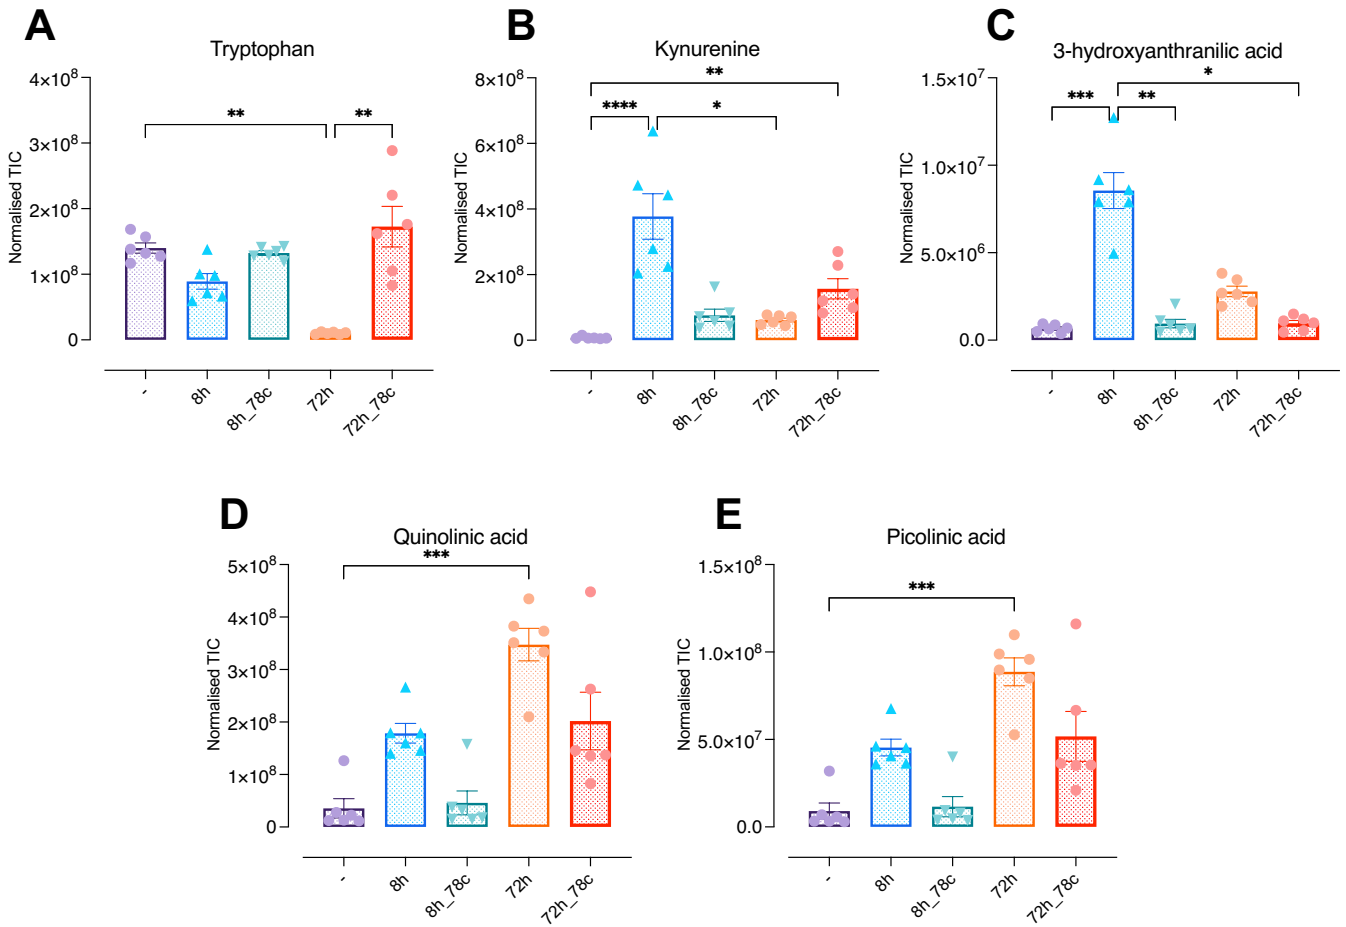 A
Tryptophan
Normalised TIC
4×10⁸
3×10⁸
2×10⁸
1×10⁸
0
**
**
-
8h
8h_78c
72h
72h_78c
B
Kynurenine
Normalised TIC
8×10⁸
6×10⁸
4×10⁸
2×10⁸
0
**
****
*
-
8h
8h_78c
72h
72h_78c
C
3-hydroxyanthranilic acid
Normalised TIC
1.5×10⁷
1.0×10⁷
5.0×10⁶
0.0
*
***
**
-
8h
8h_78c
72h
72h_78c
D
Quinolinic acid
Normalised TIC
5×10⁸
4×10⁸
3×10⁸
2×10⁸
1×10⁸
0
***
-
8h
8h_78c
72h
72h_78c
E
Picolinic acid
Normalised TIC
1.5×10⁸
1.0×10⁸
5.0×10⁷
0.0
***
-
8h
8h_78c
72h
72h_78c